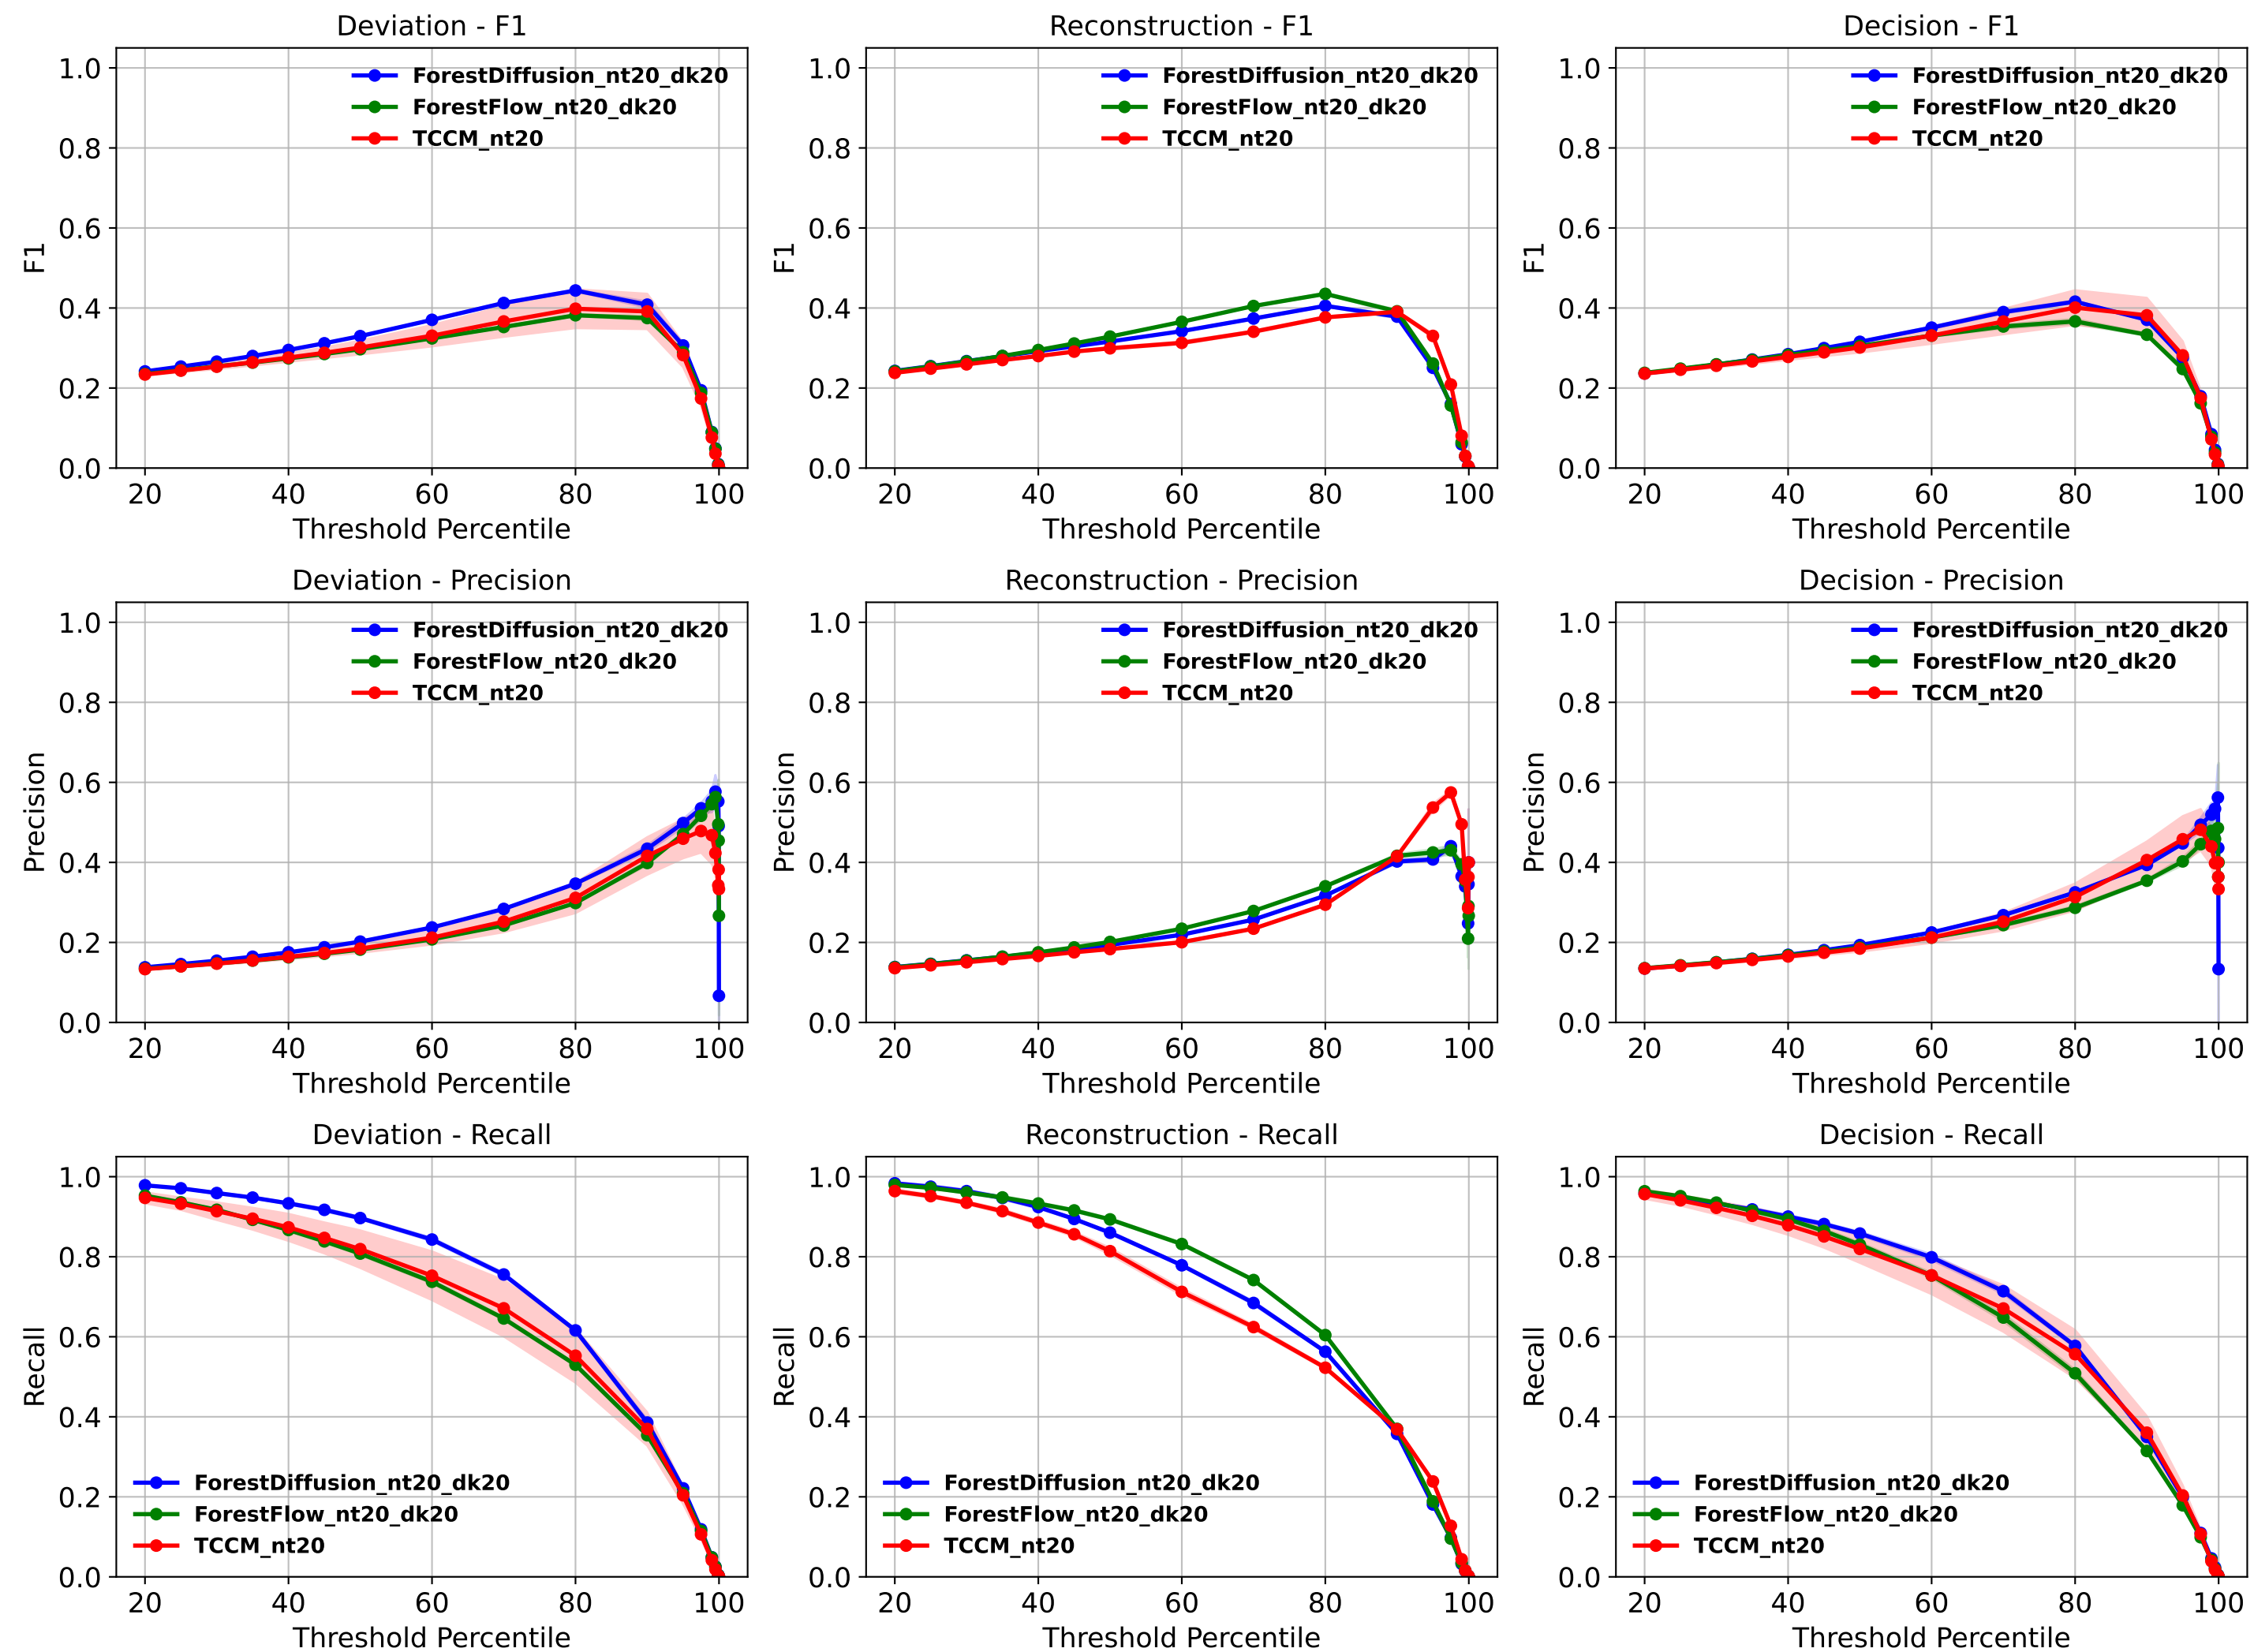 Deviation - F1
1.0
0.8
0.6
0.4
0.2
0.0
F1
ForestDiffusion_nt20_dk20
ForestFlow_nt20_dk20
TCCM_nt20
20 40 60 80 100
Threshold Percentile
Reconstruction - F1
1.0
0.8
0.6
0.4
0.2
0.0
F1
ForestDiffusion_nt20_dk20
ForestFlow_nt20_dk20
TCCM_nt20
20 40 60 80 100
Threshold Percentile
Decision - F1
1.0
0.8
0.6
0.4
0.2
0.0
F1
ForestDiffusion_nt20_dk20
ForestFlow_nt20_dk20
TCCM_nt20
20 40 60 80 100
Threshold Percentile
Deviation - Precision
1.0
0.8
0.6
0.4
0.2
0.0
Precision
ForestDiffusion_nt20_dk20
ForestFlow_nt20_dk20
TCCM_nt20
20 40 60 80 100
Threshold Percentile
Reconstruction - Precision
1.0
0.8
0.6
0.4
0.2
0.0
Precision
ForestDiffusion_nt20_dk20
ForestFlow_nt20_dk20
TCCM_nt20
20 40 60 80 100
Threshold Percentile
Decision - Precision
1.0
0.8
0.6
0.4
0.2
0.0
Precision
ForestDiffusion_nt20_dk20
ForestFlow_nt20_dk20
TCCM_nt20
20 40 60 80 100
Threshold Percentile
Deviation - Recall
1.0
0.8
0.6
0.4
0.2
0.0
Recall
ForestDiffusion_nt20_dk20
ForestFlow_nt20_dk20
TCCM_nt20
20 40 60 80 100
Threshold Percentile
Reconstruction - Recall
1.0
0.8
0.6
0.4
0.2
0.0
Recall
ForestDiffusion_nt20_dk20
ForestFlow_nt20_dk20
TCCM_nt20
20 40 60 80 100
Threshold Percentile
Decision - Recall
1.0
0.8
0.6
0.4
0.2
0.0
Recall
ForestDiffusion_nt20_dk20
ForestFlow_nt20_dk20
TCCM_nt20
20 40 60 80 100
Threshold Percentile